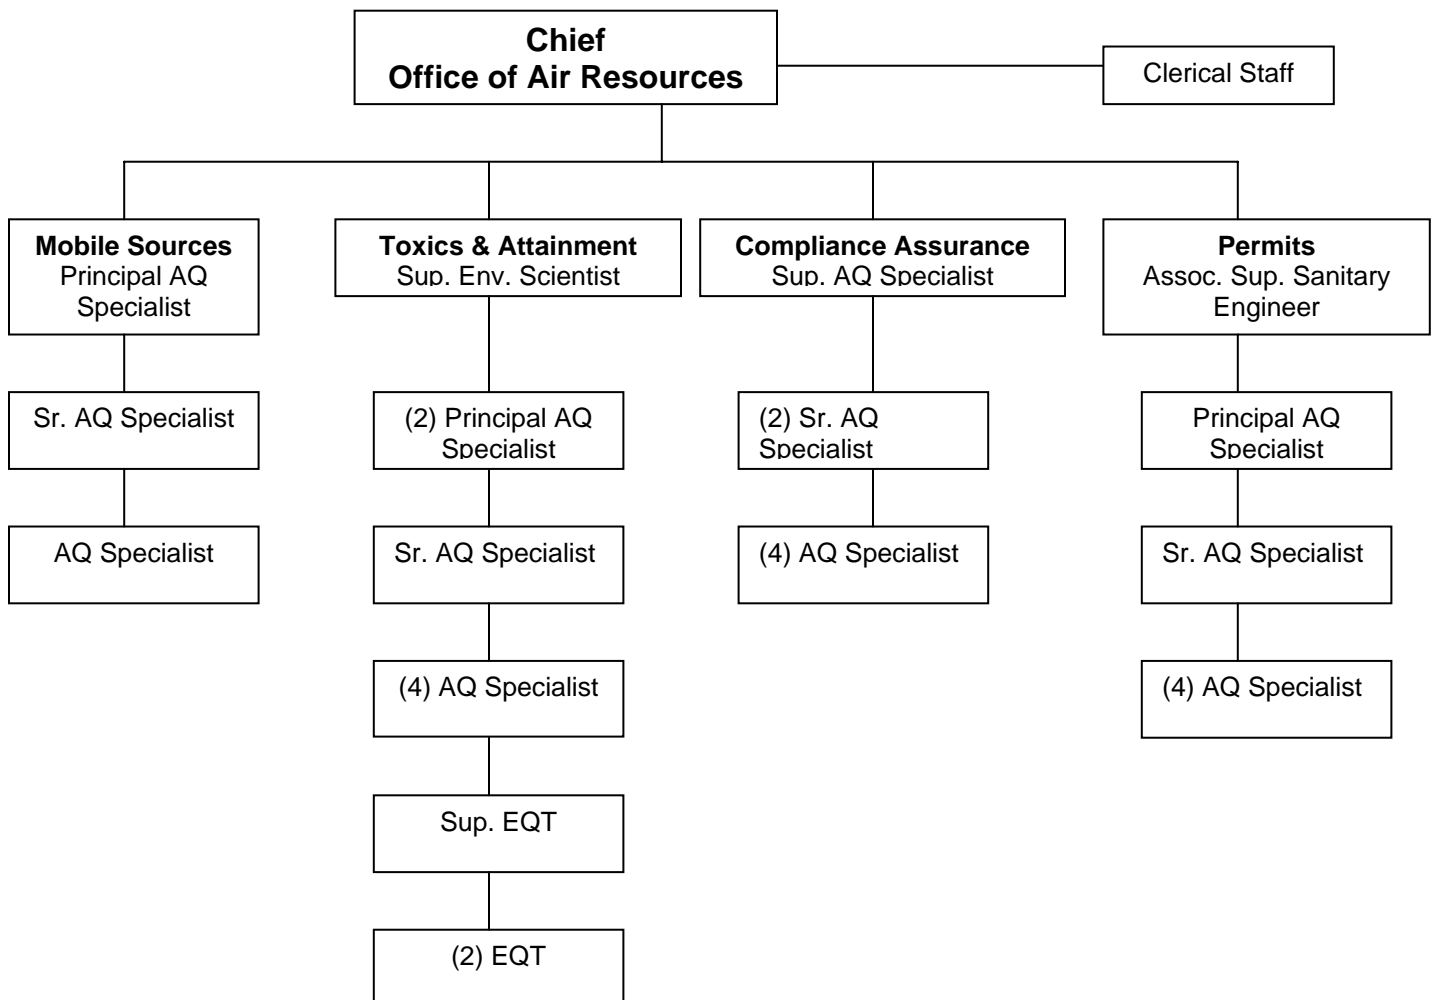 Chief
Office of Air Resources
Clerical Staff
Mobile Sources
Principal AQ
Specialist
Toxics & Attainment
Sup. Env. Scientist
Compliance Assurance
Sup. AQ Specialist
Permits
Assoc. Sup. Sanitary
Engineer
Sr. AQ Specialist
(2) Principal AQ
Specialist
(2) Sr. AQ
Specialist
Principal AQ
Specialist
AQ Specialist
Sr. AQ Specialist
(4) AQ Specialist
Sr. AQ Specialist
(4) AQ Specialist
(4) AQ Specialist
Sup. EQT
(2) EQT